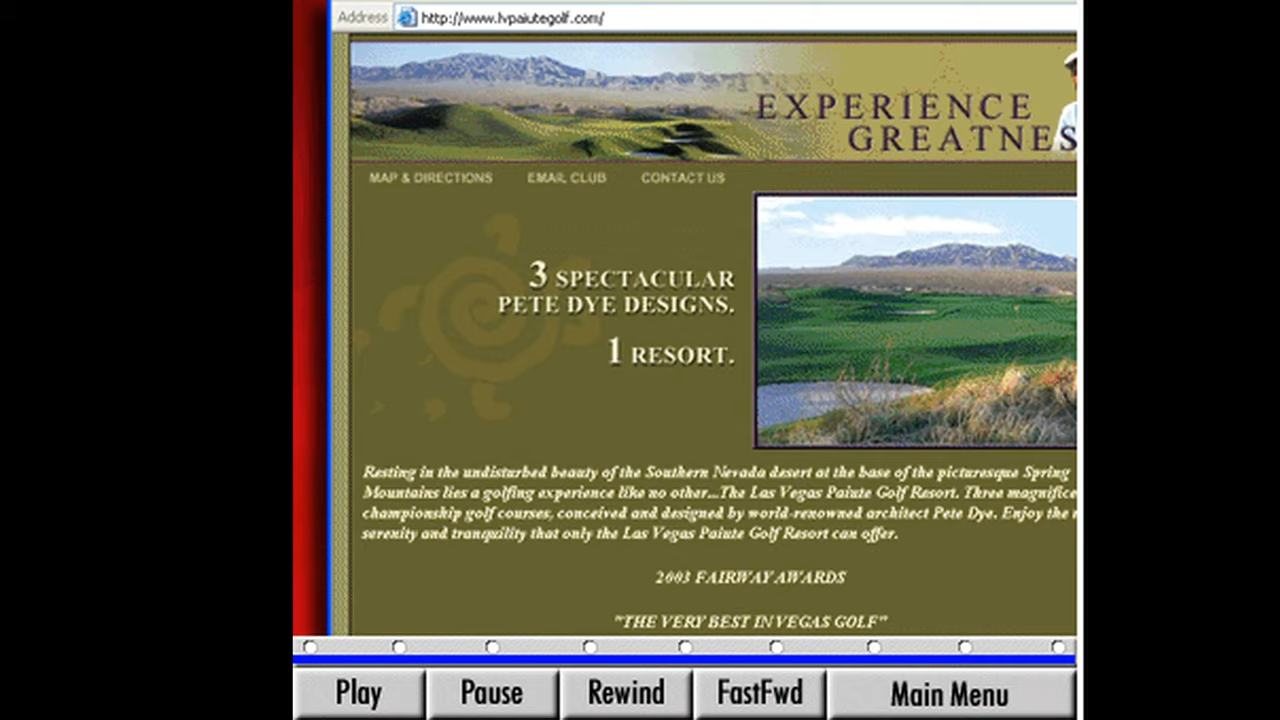 Address http://www.lvpaiutegolf.com/
EXPERIENCE
GREATNES
MAP & DIRECTIONS EMAIL CLUB CONTACT US
3 SPECTACULAR
PETE DYE DESIGNS.
1 RESORT.
Resting in the undisturbed beauty of the Southern Nevada desert at the base of the picturesque Spring
Mountains lies a golfing experience like no other...The Las Vegas Paiute Golf Resort. Three magnifice
championship golf courses, conceived and designed by world-renowned architect Pete Dye. Enjoy the
serenity and tranquility that only the Las Vegas Paiute Golf Resort can offer.
2003 FAIRWAY AWARDS
"THE VERY BEST IN VEGAS GOLF"
Play Pause Rewind FastFwd Main Menu